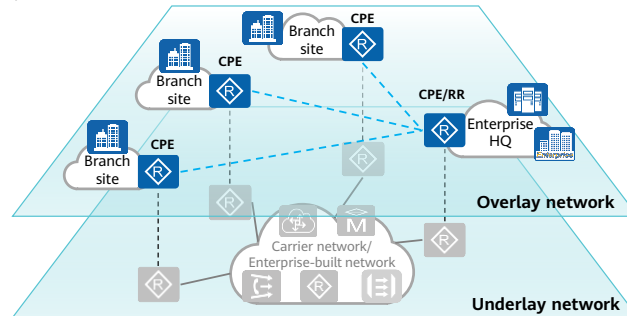 Branch
site
CPE
CPE
Branch
site
CPE/RR
Enterprise
HQ
Enterprise
CPE
Branch
site
R
R
R
R
R
R
R
R
M
Overlay network
Carrier network/
Enterprise-built network
R
Underlay network